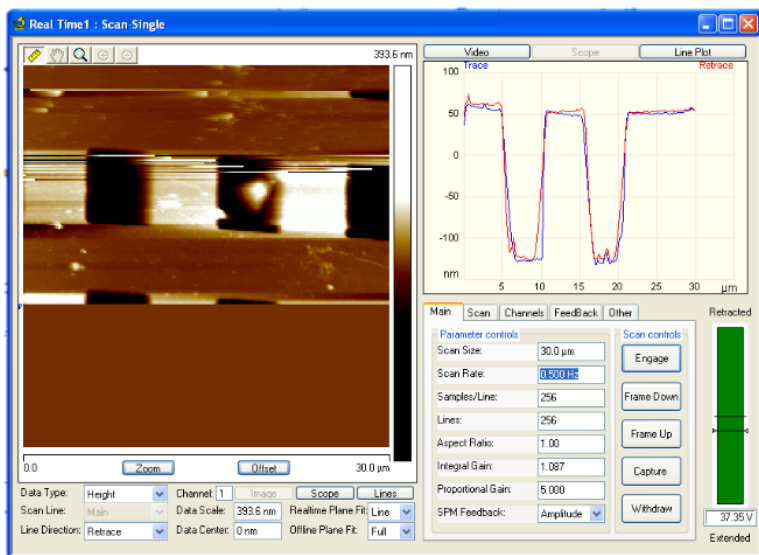 Real Time1 : Scan-Single
393.6 nm
Video Scope Line Plot
Trace Retrace
100
50
0
-50
-100
nm
5 10 15 20 25 30 µm
0.0 Zoom Offset 30.0 µm
Data Type: Height Channel: 1 Image Scope Lines
Scan Line: Main Data Scale: 393.6 nm Realtime Plane Fit: Line
Line Direction: Retrace Data Center: 0 nm Offline Plane Fit: Full
Main Scan Channels FeedBack Other
Parameter controls
Scan Size: 30.0 µm
Scan Rate: 0.500 Hz
Samples/Line: 256
Lines: 256
Aspect Ratio: 1.00
Integral Gain: 1.087
Proportional Gain: 5.000
SPM Feedback: Amplitude
Scan controls
Engage
Frame Down
Frame Up
Capture
Withdraw
Retracted
37.35 V
Extended